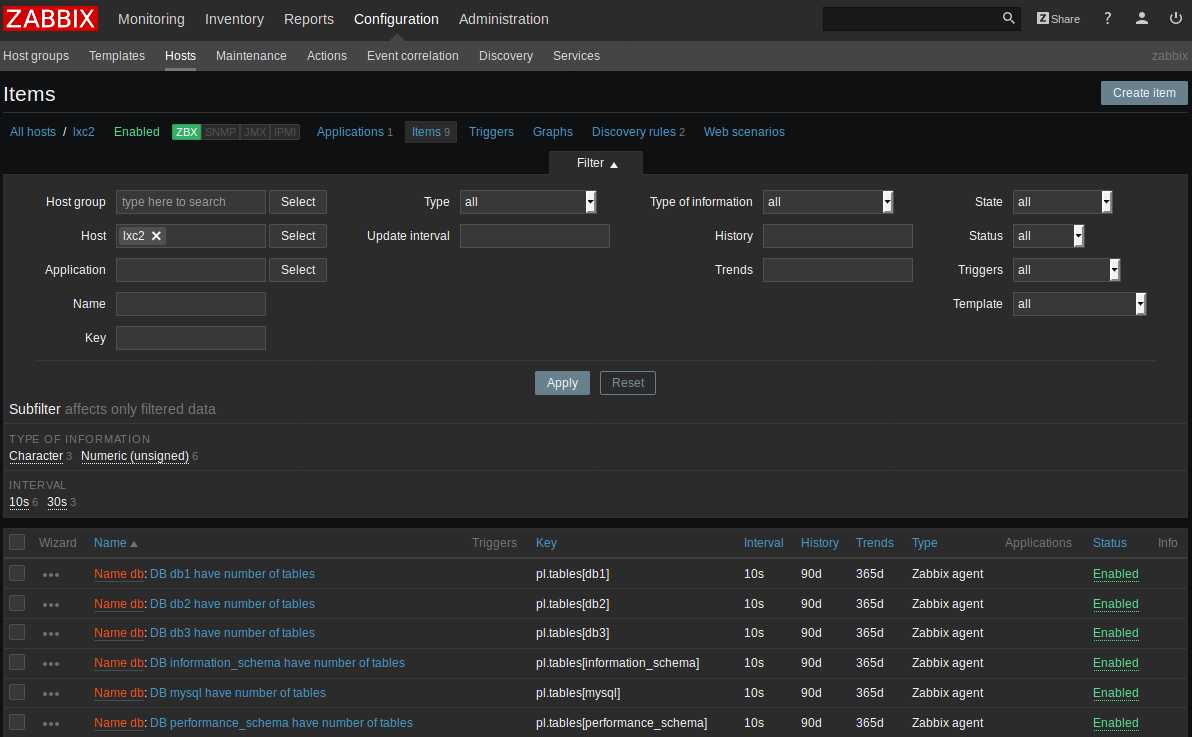 ZABBIX Monitoring Inventory Reports Configuration Administration Z Share ?
Host groups Templates Hosts Maintenance Actions Event correlation Discovery Services zabbix
Items Create item
All hosts / lxc2 Enabled ZBX SNMP JMX IPMI Applications 1 Items 9 Triggers Graphs Discovery rules 2 Web scenarios
Filter
Host group type here to search Select Type all Type of information all State all
Host lxc2 Select Update interval History Status all
Application Select Trends Triggers all
Name Template all
Key
Apply Reset
Subfilter affects only filtered data
TYPE OF INFORMATION
Character 3 Numeric (unsigned) 6
INTERVAL
10s 6 30s 3
Wizard Name Triggers Key Interval History Trends Type Applications Status Info
Name db: DB db1 have number of tables pl.tables[db1] 10s 90d 365d Zabbix agent Enabled
Name db: DB db2 have number of tables pl.tables[db2] 10s 90d 365d Zabbix agent Enabled
Name db: DB db3 have number of tables pl.tables[db3] 10s 90d 365d Zabbix agent Enabled
Name db: DB information_schema have number of tables pl.tables[information_schema] 10s 90d 365d Zabbix agent Enabled
Name db: DB mysql have number of tables pl.tables[mysql] 10s 90d 365d Zabbix agent Enabled
Name db: DB performance_schema have number of tables pl.tables[performance_schema] 10s 90d 365d Zabbix agent Enabled